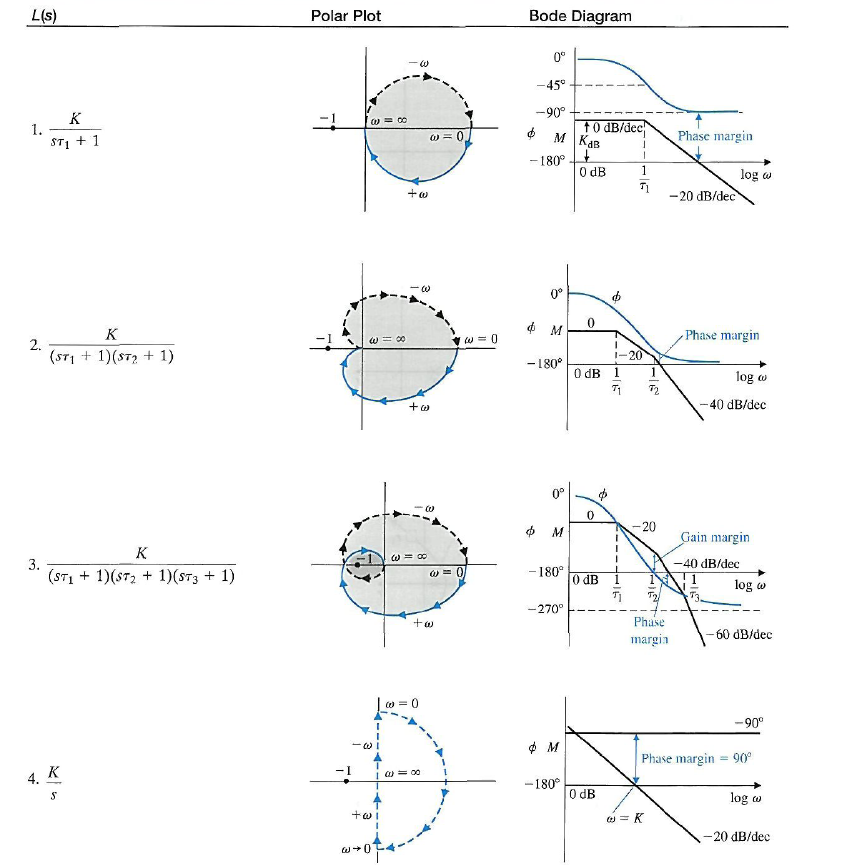 L(s) Polar Plot Bode Diagram
1. K / (sτ₁ + 1)
−ω
−1
ω = ∞
ω = 0
+ω
0°
−45°
−90°
ϕ M
−180°
0 dB/dec
K_dB
0 dB
1/τ₁
Phase margin
log ω
−20 dB/dec
2. K / ((sτ₁ + 1)(sτ₂ + 1))
−ω
−1
ω = ∞
ω = 0
+ω
0°
ϕ
ϕ M
0
−20
Phase margin
−180°
0 dB
1/τ₁
1/τ₂
log ω
−40 dB/dec
3. K / ((sτ₁ + 1)(sτ₂ + 1)(sτ₃ + 1))
−ω
−1
ω = ∞
ω = 0
+ω
0°
ϕ
ϕ M
0
−20
Gain margin
−40 dB/dec
−180°
0 dB
1/τ₁
1/τ₂
1/τ₃
log ω
−270°
Phase
margin
−60 dB/dec
4. K / s
ω = 0
−ω
−1
ω = ∞
+ω
ω→0
−90°
ϕ M
Phase margin = 90°
−180°
0 dB
log ω
ω = K
−20 dB/dec